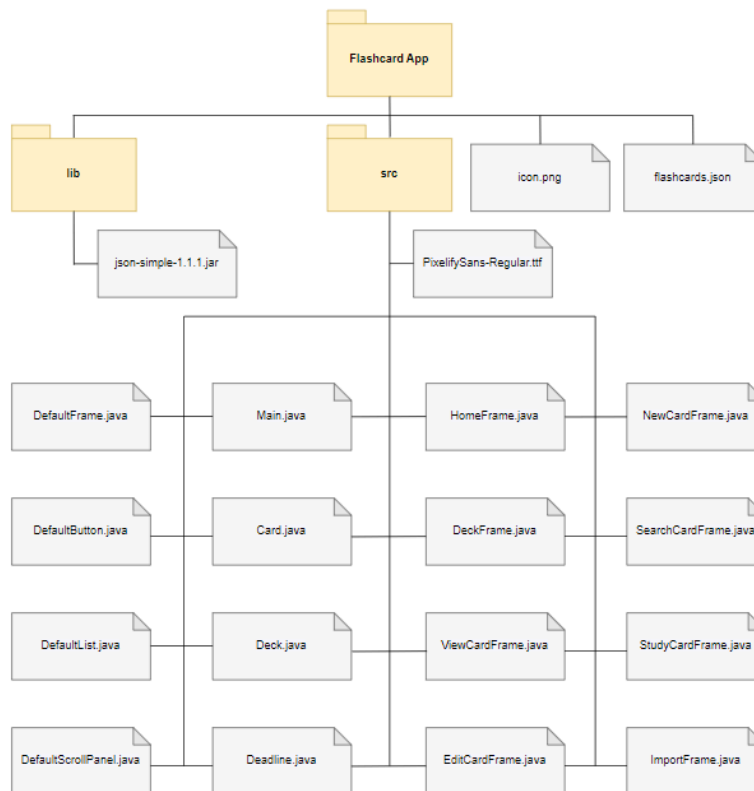 Flashcard App
lib
src
icon.png
flashcards.json
json-simple-1.1.1.jar
PixelifySans-Regular.ttf
DefaultFrame.java
Main.java
HomeFrame.java
NewCardFrame.java
DefaultButton.java
Card.java
DeckFrame.java
SearchCardFrame.java
DefaultList.java
Deck.java
ViewCardFrame.java
StudyCardFrame.java
DefaultScrollPanel.java
Deadline.java
EditCardFrame.java
ImportFrame.java